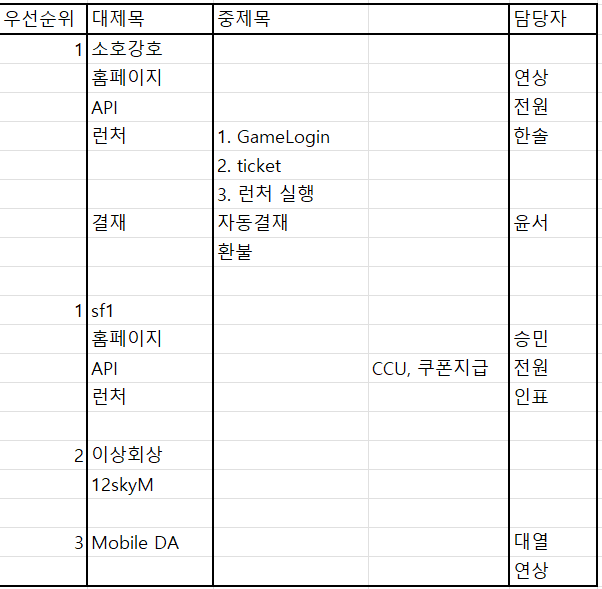 우선순위 대제목 중제목 담당자
1 소호강호
홈페이지 연상
API 전원
런처 1. GameLogin 한솔
2. ticket
3. 런처 실행
결재 자동결재 윤서
환불
1 sf1
홈페이지 승민
API CCU, 쿠폰지급 전원
런처 인표
2 이상회상
12skyM
3 Mobile DA 대열
연상